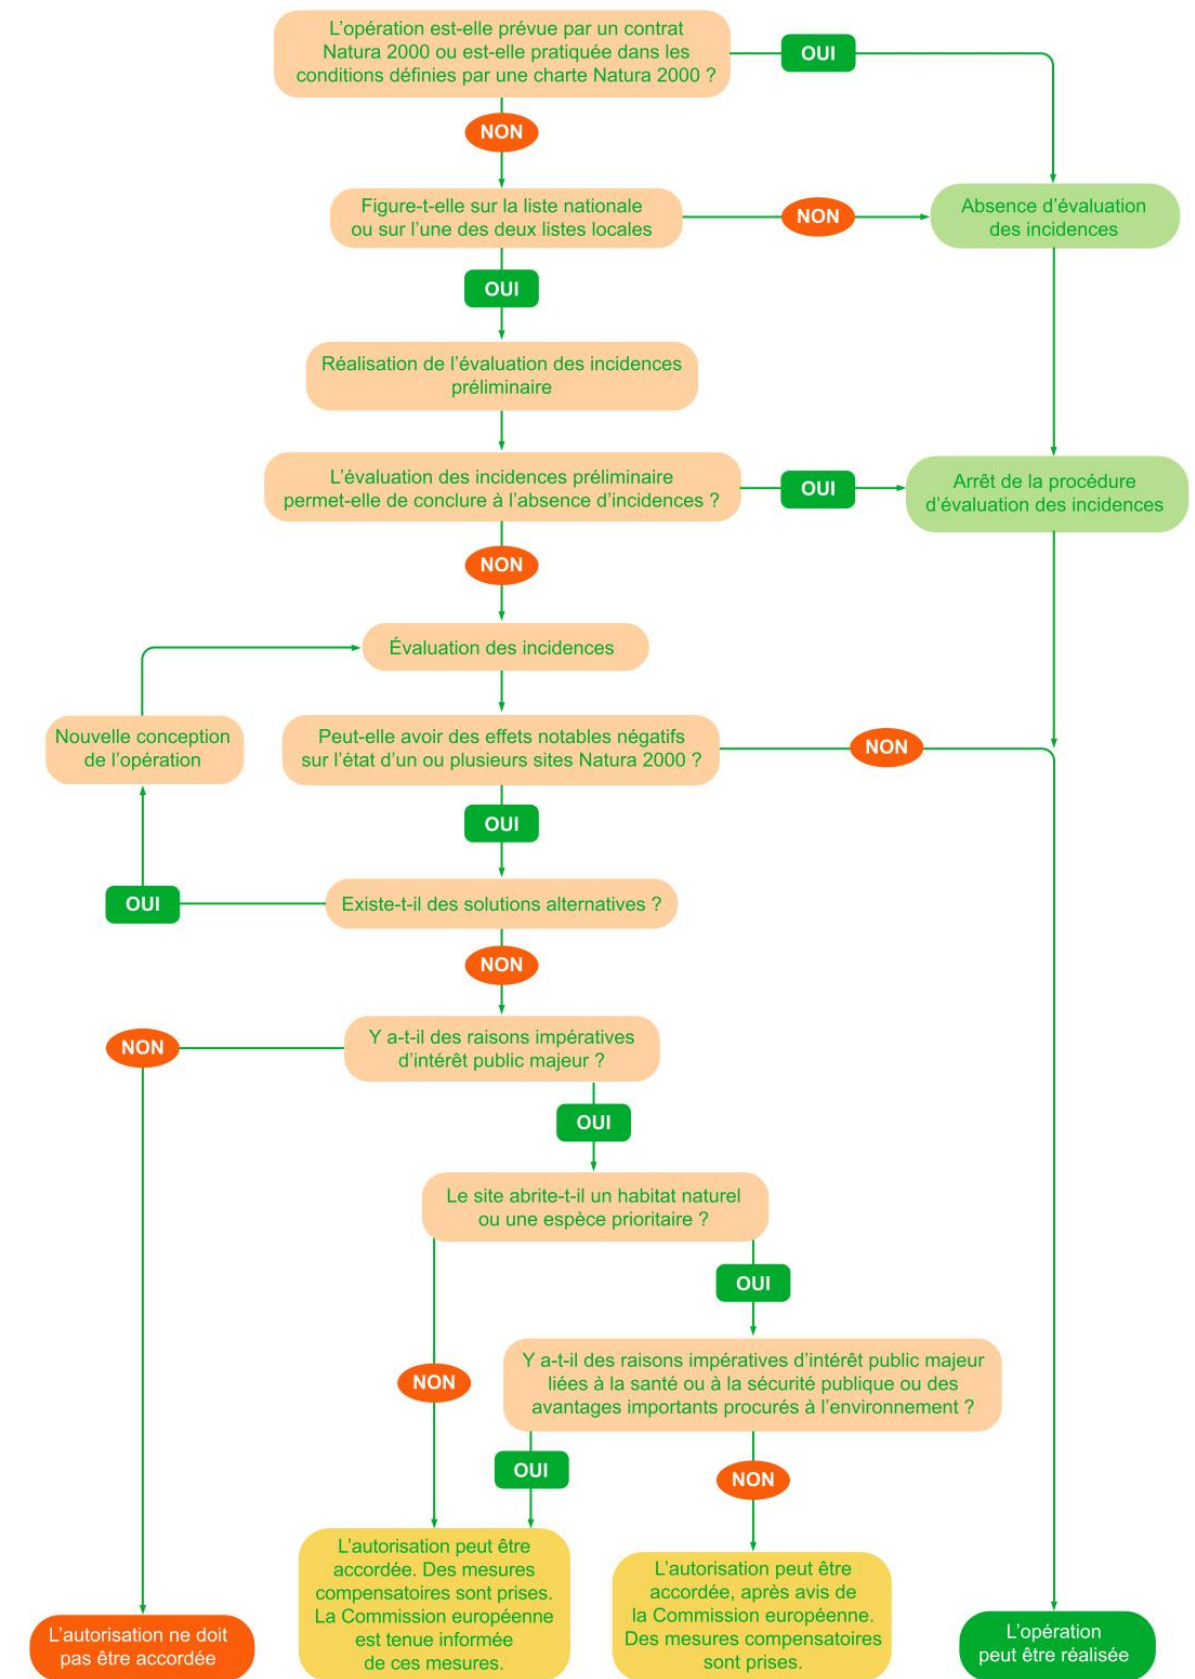 L'opération est-elle prévue par un contrat
Natura 2000 ou est-elle pratiquée dans les
conditions définies par une charte Natura 2000 ?
OUI
NON
Figure-t-elle sur la liste nationale
ou sur l'une des deux listes locales
NON
Absence d'évaluation
des incidences
OUI
Réalisation de l'évaluation des incidences
préliminaire
L'évaluation des incidences préliminaire
permet-elle de conclure à l'absence d'incidences ?
OUI
Arrêt de la procédure
d'évaluation des incidences
NON
Évaluation des incidences
Nouvelle conception
de l'opération
Peut-elle avoir des effets notables négatifs
sur l'état d'un ou plusieurs sites Natura 2000 ?
NON
OUI
OUI
Existe-t-il des solutions alternatives ?
NON
NON
Y a-t-il des raisons impératives
d'intérêt public majeur ?
OUI
Le site abrite-t-il un habitat naturel
ou une espèce prioritaire ?
OUI
NON
Y a-t-il des raisons impératives d'intérêt public majeur
liées à la santé ou à la sécurité publique ou des
avantages importants procurés à l'environnement ?
OUI
NON
L'autorisation ne doit
pas être accordée
L'autorisation peut être
accordée. Des mesures
compensatoires sont prises.
La Commission européenne
est tenue informée
de ces mesures.
L'autorisation peut être
accordée, après avis de
la Commission européenne.
Des mesures compensatoires
sont prises.
L'opération
peut être réalisée